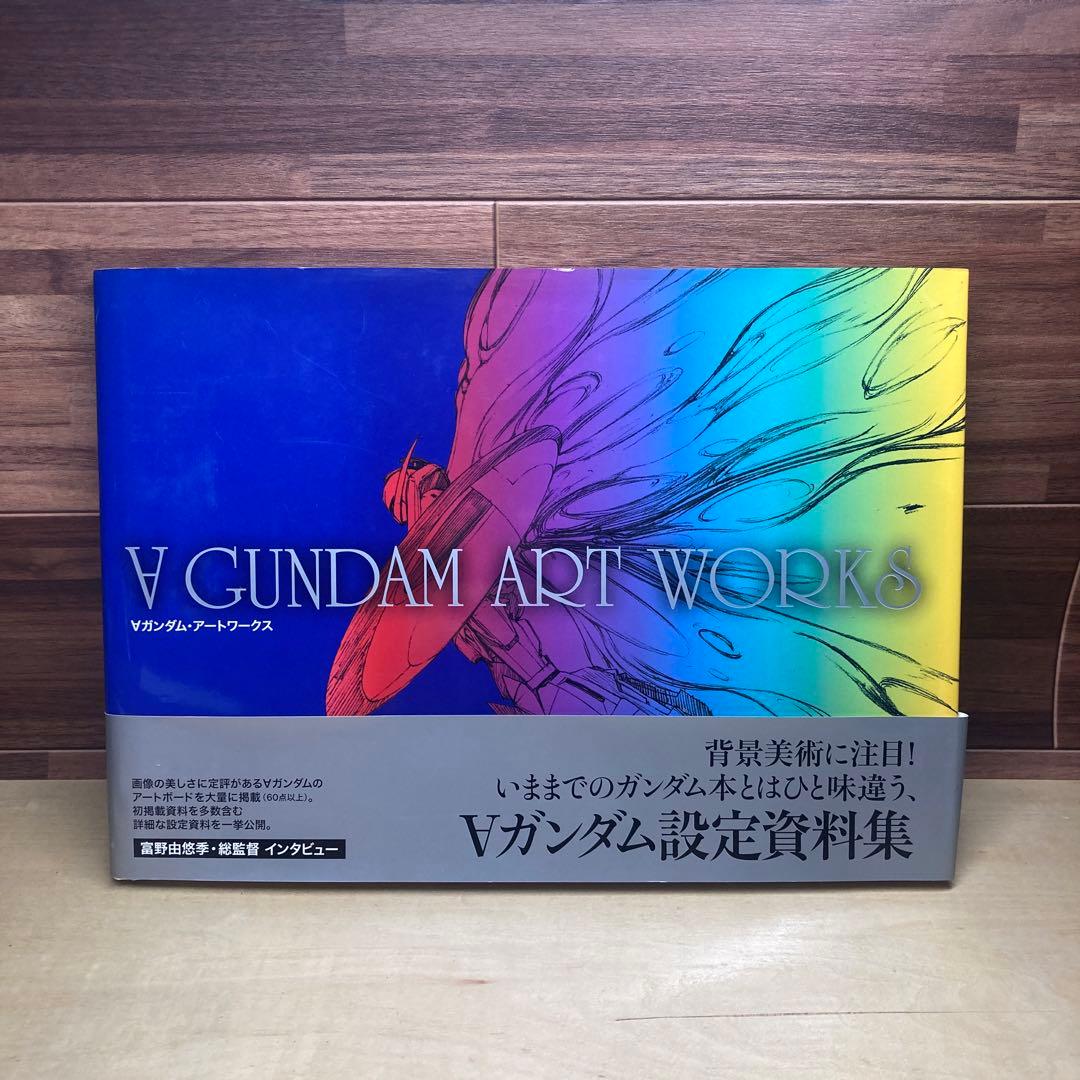 ∀ GUNDAM ART WORKS
∀ガンダム・アートワークス
背景美術に注目!
いままでのガンダム本とはひと味違う、
∀ガンダム設定資料集
画像の美しさに定評がある∀ガンダムの
アートボードを大量に掲載(60点以上)。
初掲載資料を多数含む
詳細な設定資料を一挙公開。
富野由悠季・総監督 インタビュー